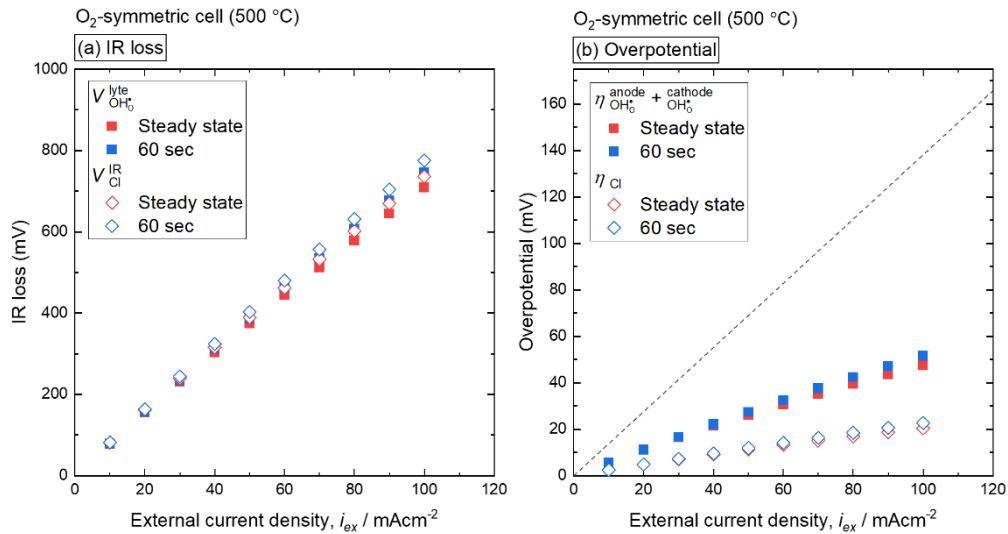 O₂-symmetric cell (500 °C)
(a) IR loss
1000
800
600
400
200
0
IR loss (mV)
V lyte OH•O
Steady state
60 sec
V IR CI
Steady state
60 sec
0 20 40 60 80 100 120
External current density, iex / mAcm-2
O₂-symmetric cell (500 °C)
(b) Overpotential
160
140
120
100
80
60
40
20
0
Overpotential (mV)
η anode OH•O + cathode OH•O
Steady state
60 sec
η CI
Steady state
60 sec
0 20 40 60 80 100 120
External current density, iex / mAcm-2